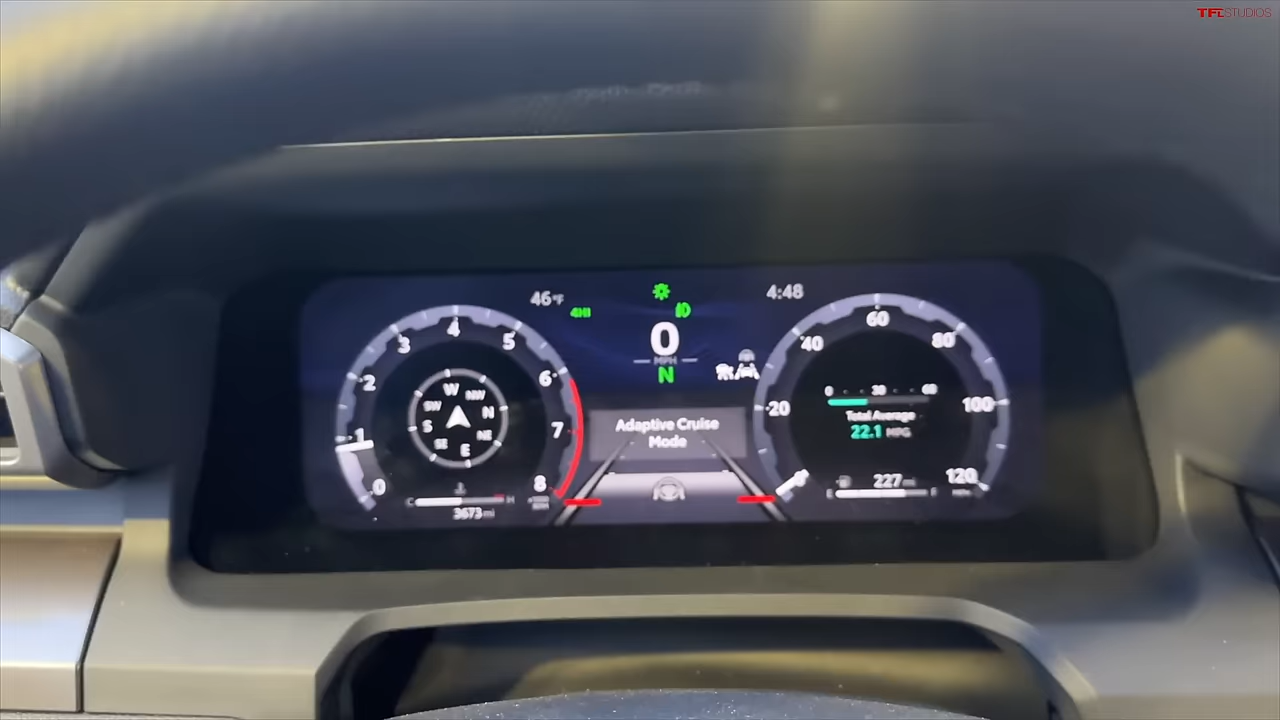 TFLSTUDIOS
46°F
4HI
4:48
0
MPH
N
0
1
2
3
4
5
6
7
8
W
NW
N
NE
E
SE
S
SW
C
H
3673 mi
Adaptive Cruise
Mode
20
40
60
80
100
120
0
30
60
Total Average
22.1 MPG
227 mi
E
F